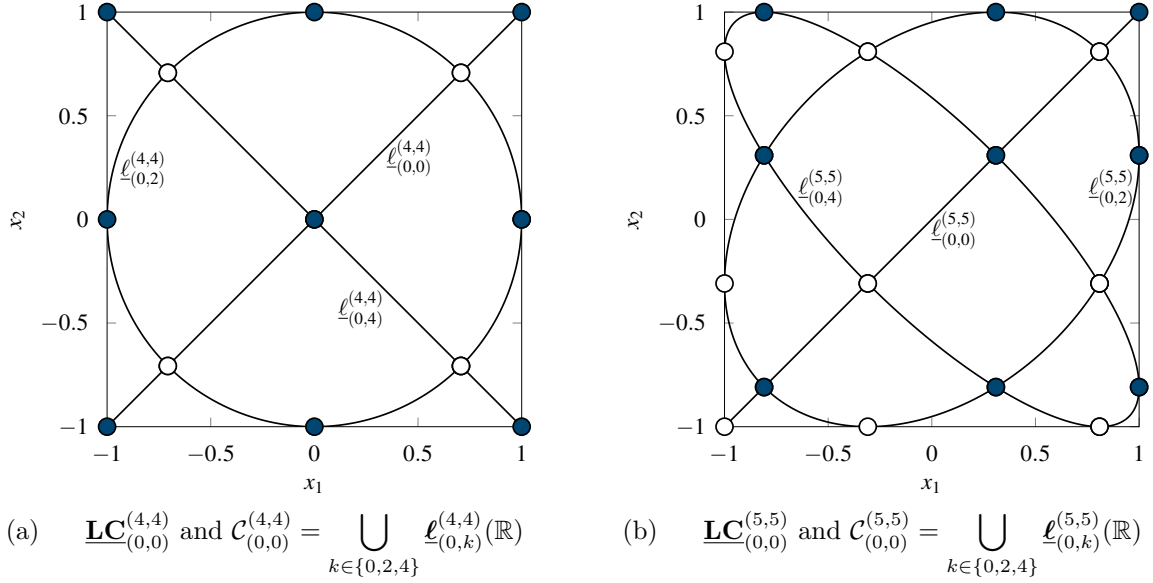 1
0.5
0
−0.5
−1
−1 −0.5 0 0.5 1
x₁
x₂
ℓ̲_{(0,2)}^{(4,4)}
ℓ̲_{(0,0)}^{(4,4)}
ℓ̲_{(0,4)}^{(4,4)}
1
0.5
0
−0.5
−1
−1 −0.5 0 0.5 1
x₁
x₂
ℓ̲_{(0,4)}^{(5,5)}
ℓ̲_{(0,2)}^{(5,5)}
ℓ̲_{(0,0)}^{(5,5)}
(a) L̲C̲_{(0,0)}^{(4,4)} and 𝒞_{(0,0)}^{(4,4)} = ⋃_{k∈{0,2,4}} ℓ̲_{(0,k)}^{(4,4)}(ℝ)
(b) L̲C̲_{(0,0)}^{(5,5)} and 𝒞_{(0,0)}^{(5,5)} = ⋃_{k∈{0,2,4}} ℓ̲_{(0,k)}^{(5,5)}(ℝ)